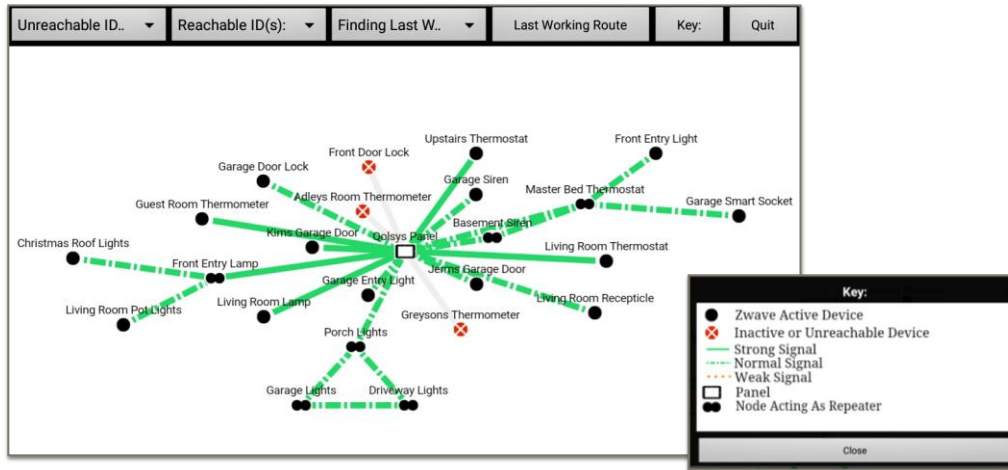 Unreachable ID..
Reachable ID(s):
Finding Last W..
Last Working Route
Key:
Quit
Upstairs Thermostat
Front Entry Light
Front Door Lock
Garage Door Lock
Garage Siren
Master Bed Thermostat
Adleys Room Thermometer
Guest Room Thermometer
Garage Smart Socket
Basement Siren
Kims Garage Door
Qolsys Panel
Christmas Roof Lights
Living Room Thermostat
Front Entry Lamp
Jerms Garage Door
Garage Entry Light
Living Room Pot Lights
Living Room Lamp
Living Room Recepticle
Greysons Thermometer
Porch Lights
Garage Lights
Driveway Lights
Key:
Zwave Active Device
Inactive or Unreachable Device
Strong Signal
Normal Signal
Weak Signal
Panel
Node Acting As Repeater
Close